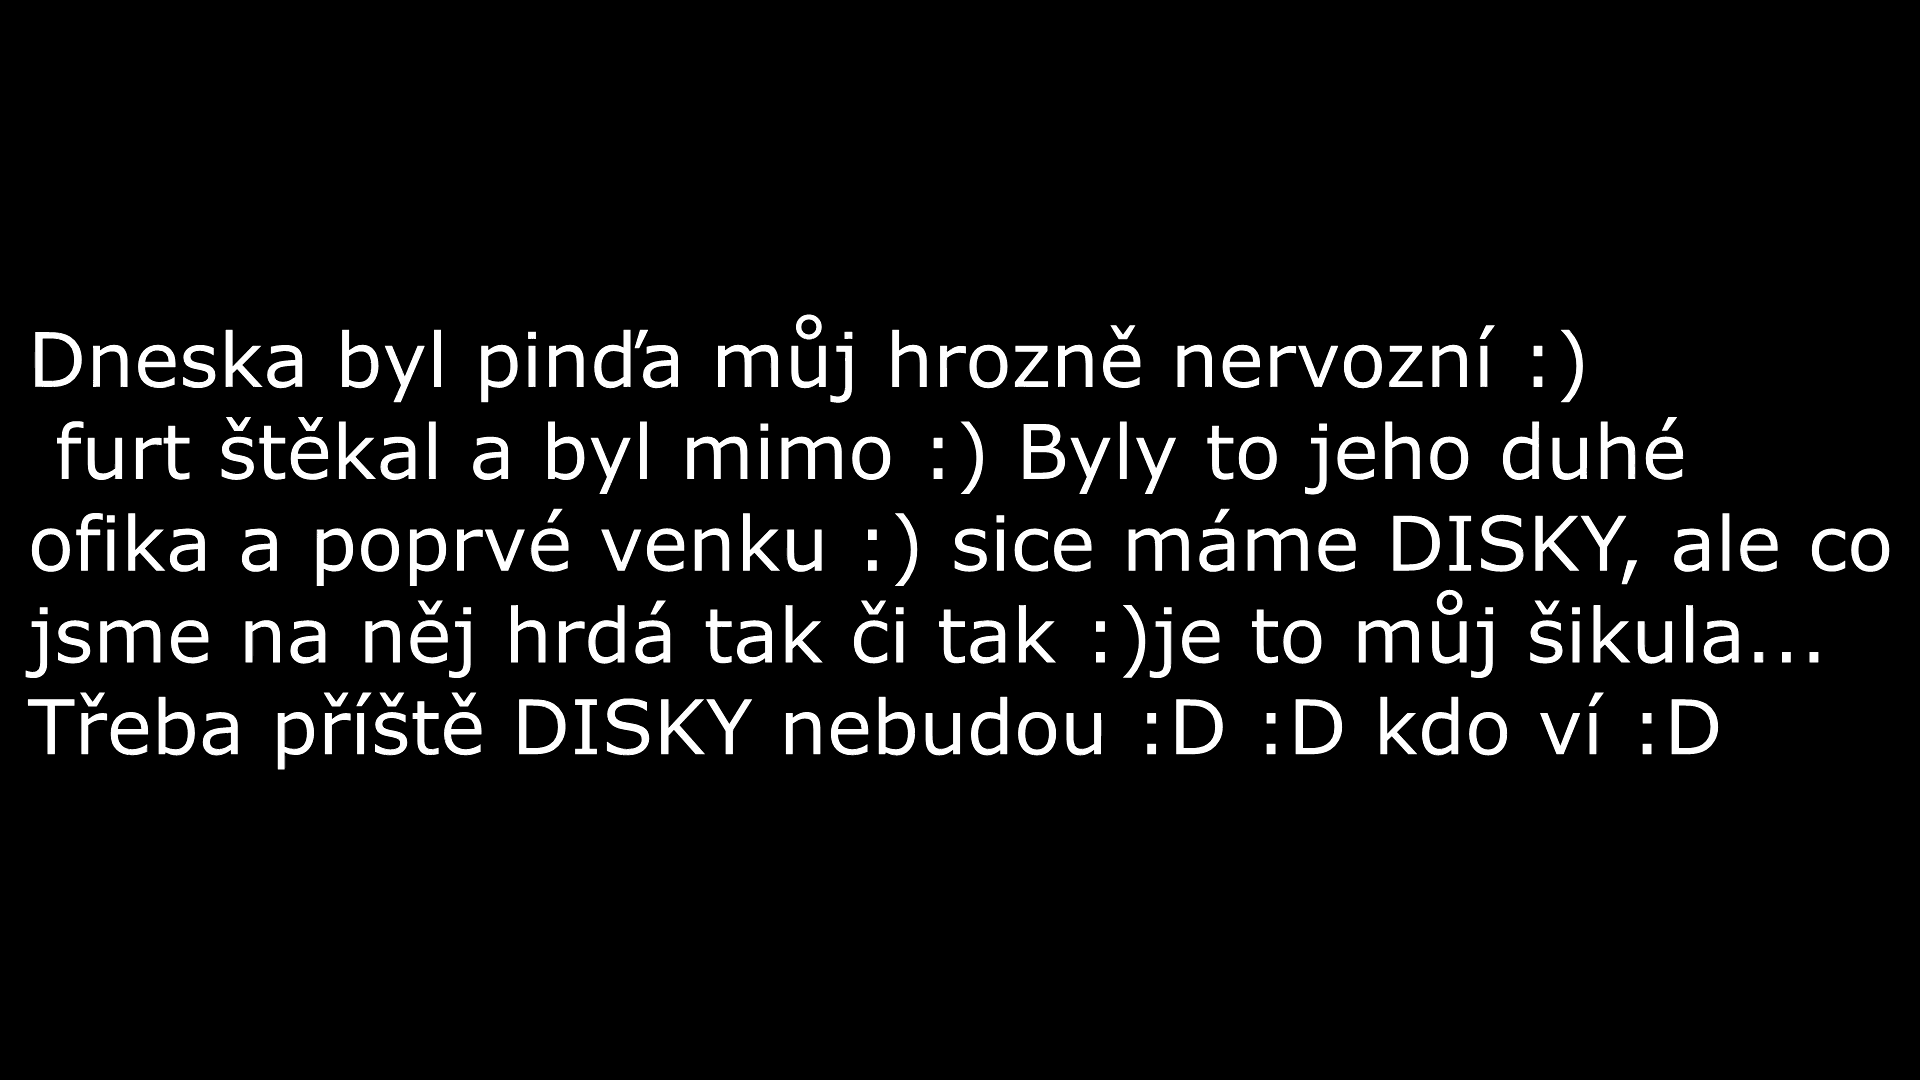 Dneska byl pinďa můj hrozně nervozní :)
furt štěkal a byl mimo :) Byly to jeho duhé
ofika a poprvé venku :) sice máme DISKY, ale co
jsme na něj hrdá tak či tak :)je to můj šikula...
Třeba příště DISKY nebudou :D :D kdo ví :D